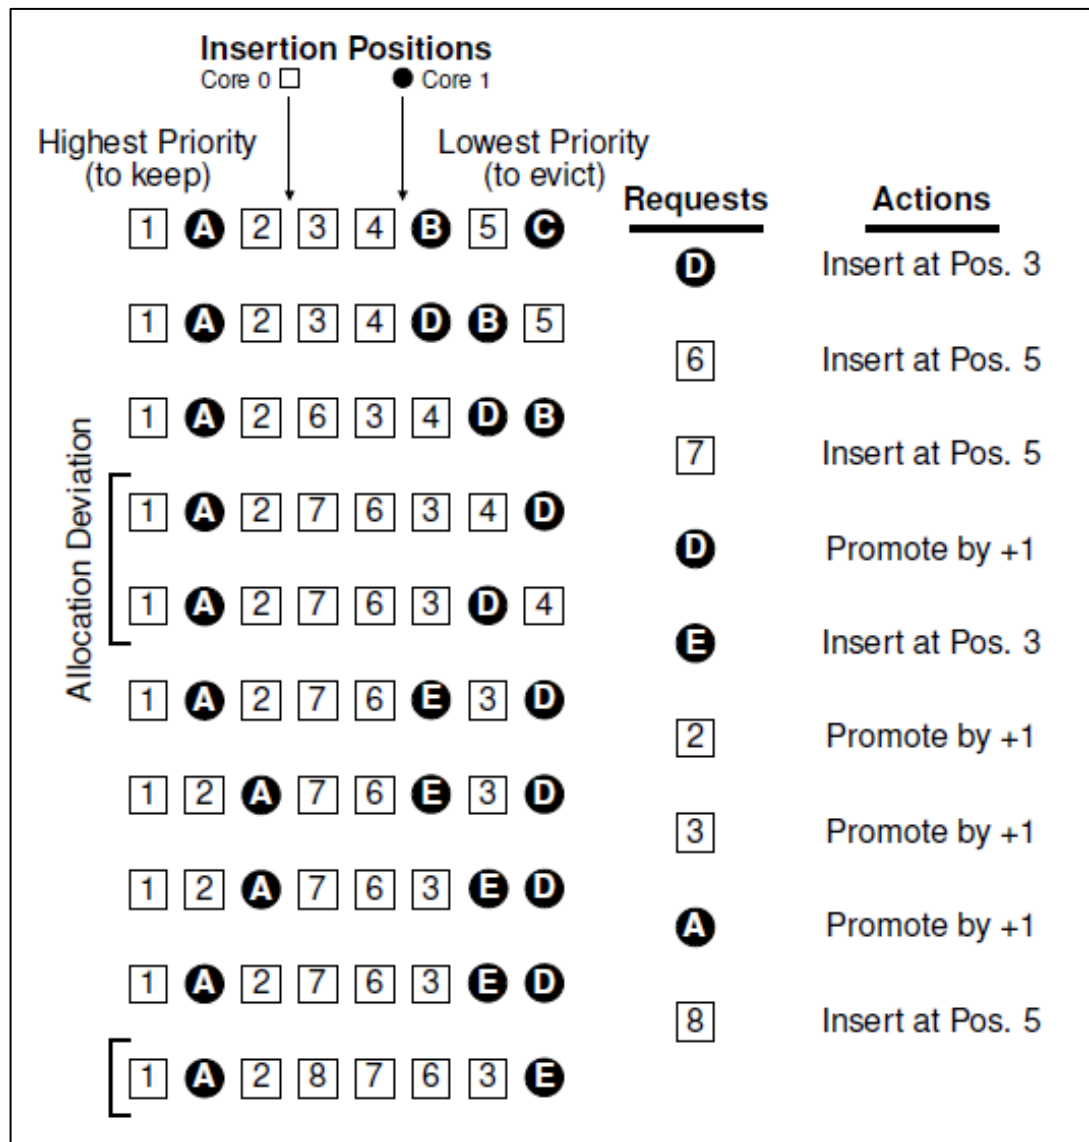 Insertion Positions
Core 0 Core 1
Highest Priority
(to keep)
Lowest Priority
(to evict)
Requests Actions
1 A 2 3 4 B 5 C
D Insert at Pos. 3
1 A 2 3 4 D B 5
6 Insert at Pos. 5
1 A 2 6 3 4 D B
7 Insert at Pos. 5
Allocation Deviation
1 A 2 7 6 3 4 D
D Promote by +1
1 A 2 7 6 3 D 4
E Insert at Pos. 3
1 A 2 7 6 E 3 D
2 Promote by +1
1 2 A 7 6 E 3 D
3 Promote by +1
1 2 A 7 6 3 E D
A Promote by +1
1 A 2 7 6 3 E D
8 Insert at Pos. 5
1 A 2 8 7 6 3 E